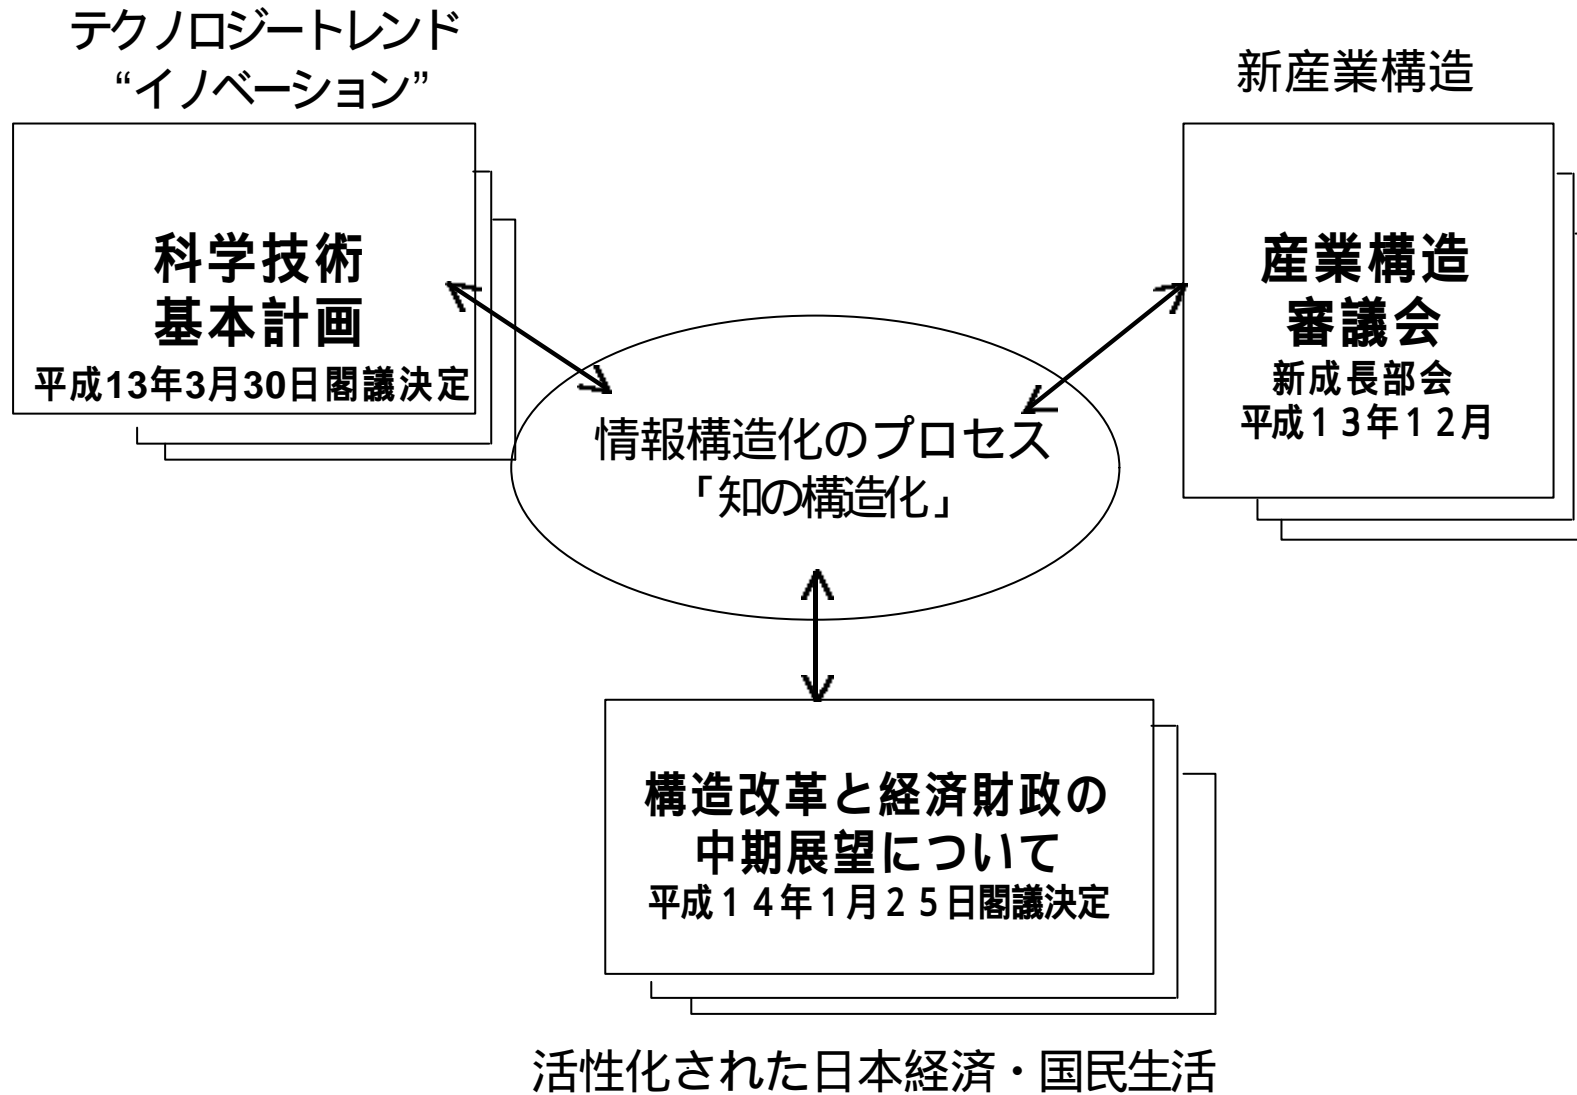 テクノロジートレンド
“イノベーション”
新産業構造
科学技術
基本計画
平成13年3月30日閣議決定
産業構造
審議会
新成長部会
平成１３年１２月
情報構造化のプロセス
「知の構造化」
構造改革と経済財政の
中期展望について
平成１４年１月２５日閣議決定
活性化された日本経済・国民生活